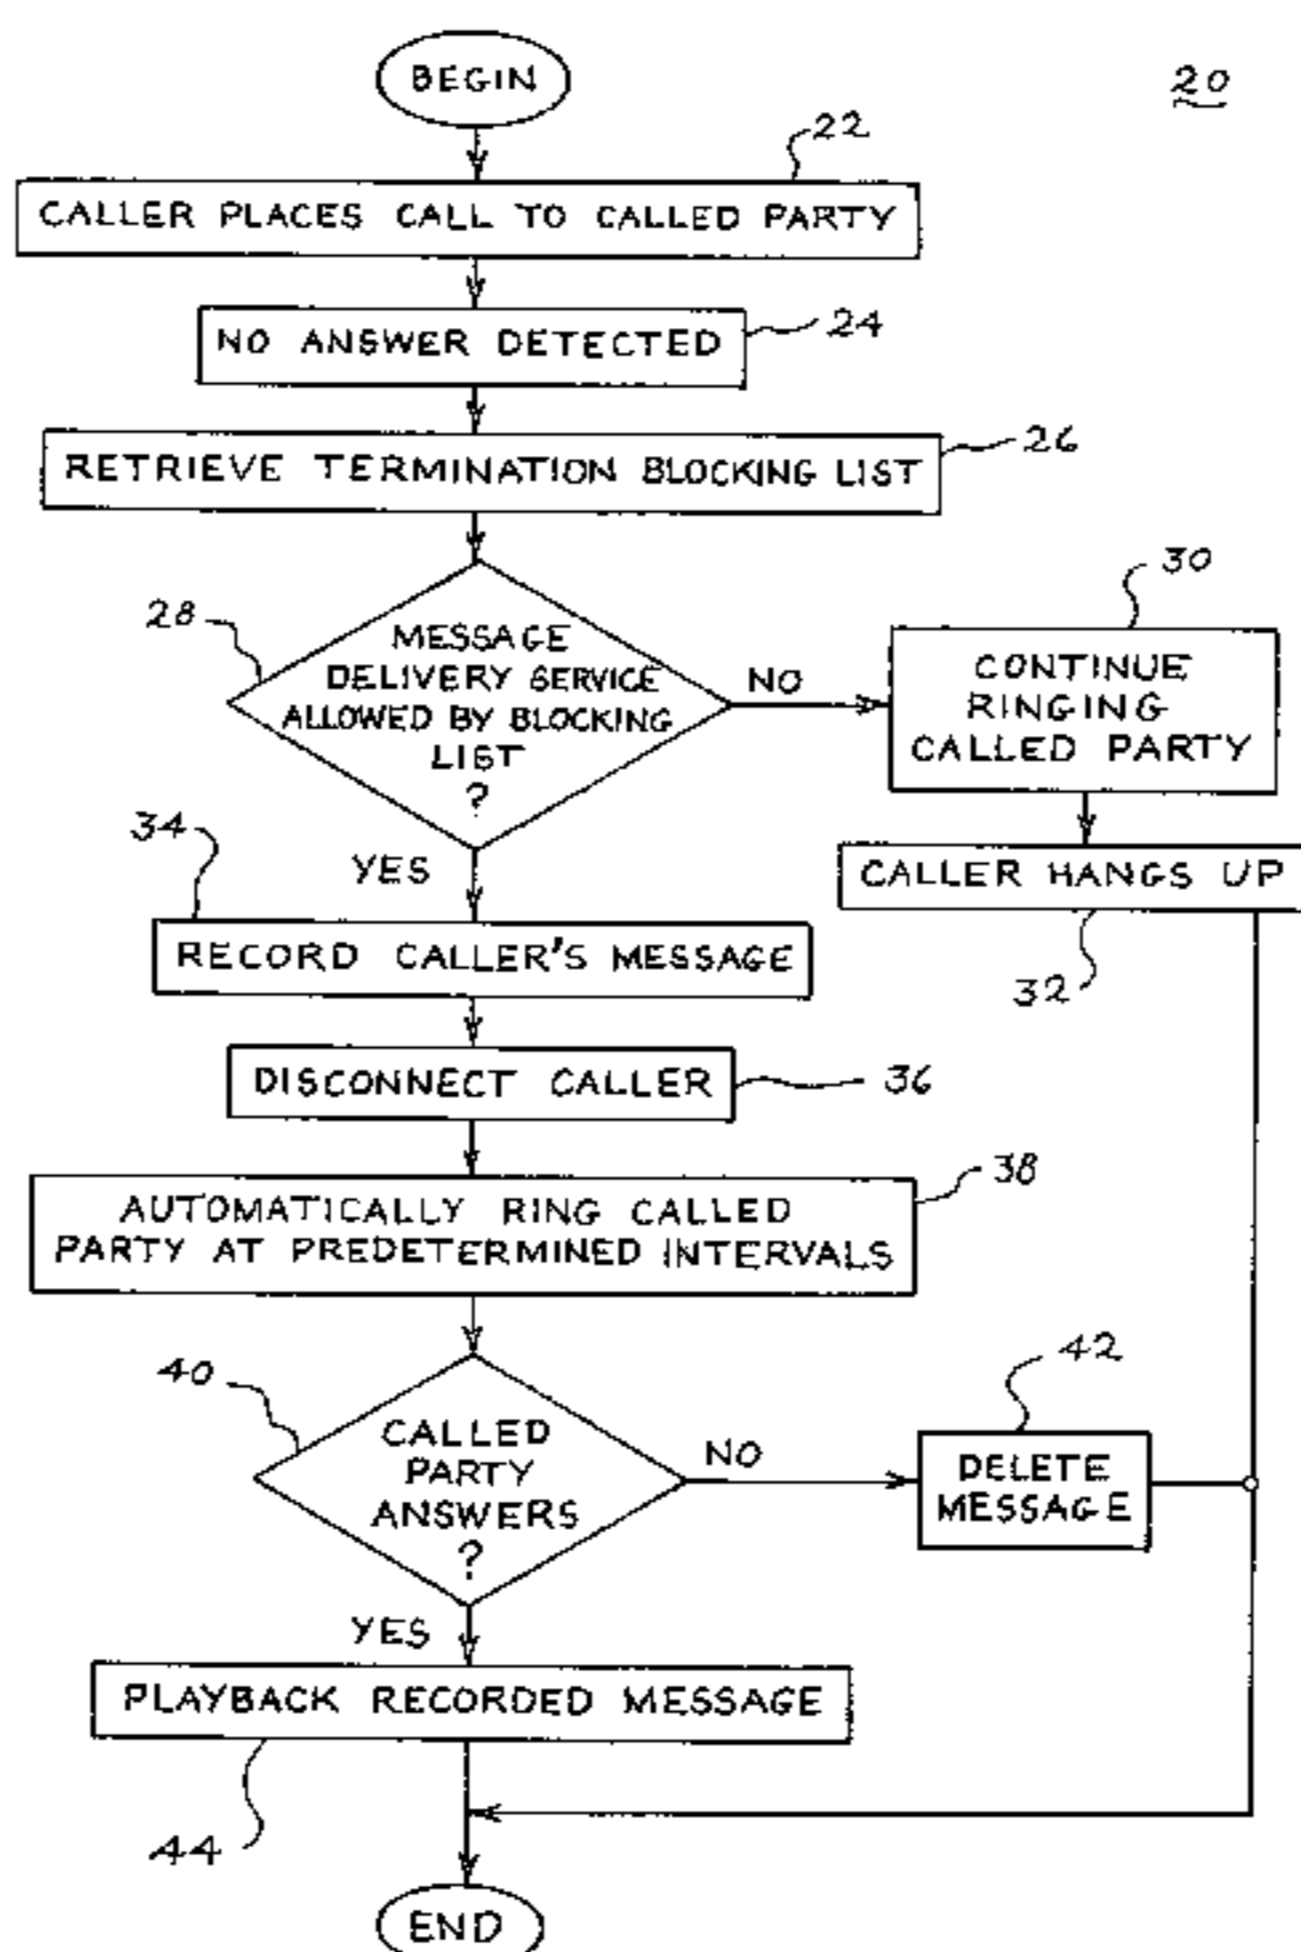 BEGIN
20
22
CALLER PLACES CALL TO CALLED PARTY
NO ANSWER DETECTED
24
RETRIEVE TERMINATION BLOCKING LIST
26
28
MESSAGE
DELIVERY SERVICE
ALLOWED BY BLOCKING
LIST
?
NO
30
CONTINUE
RINGING
CALLED PARTY
CALLER HANGS UP
32
YES
34
RECORD CALLER'S MESSAGE
DISCONNECT CALLER
36
38
AUTOMATICALLY RING CALLED
PARTY AT PREDETERMINED INTERVALS
40
CALLED
PARTY
ANSWERS
?
NO
42
DELETE
MESSAGE
YES
PLAYBACK RECORDED MESSAGE
44
END